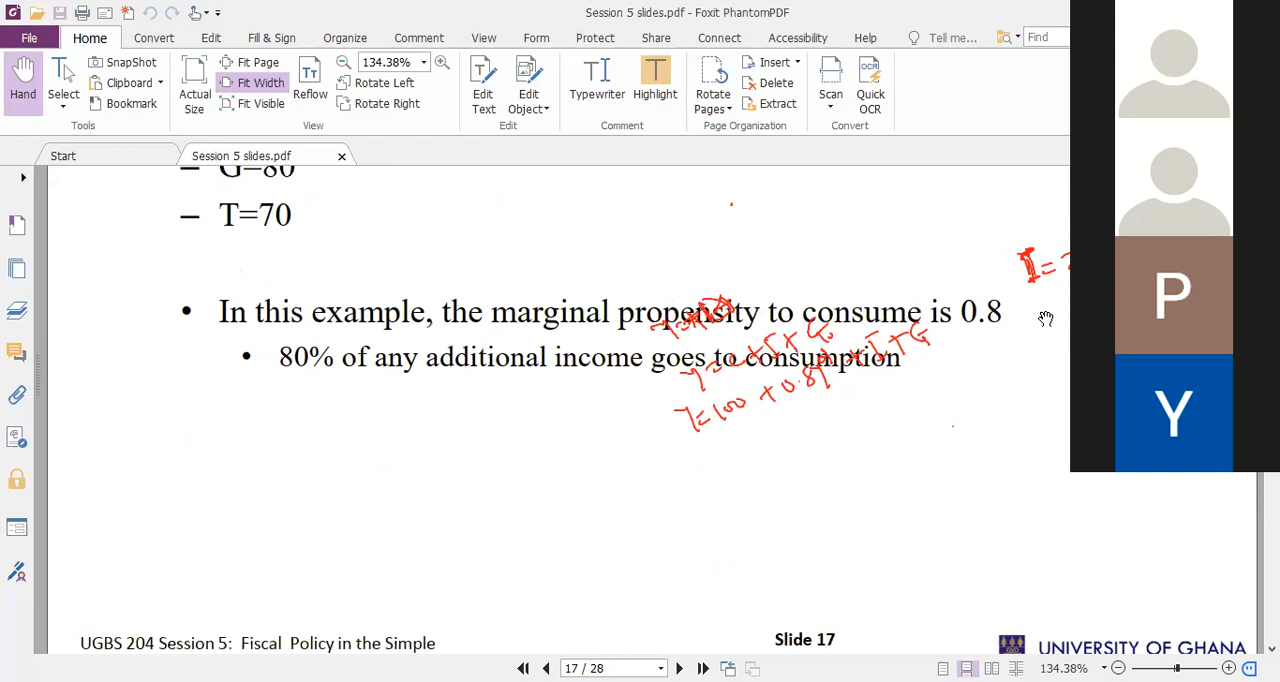 Session 5 slides.pdf - Foxit PhantomPDF
File Home Convert Edit Fill & Sign Organize Comment View Form Protect Share Connect Accessibility Help Tell me... Find
Hand
Select
SnapShot
Clipboard
Bookmark
Tools
Actual Size
Fit Page
Fit Width
Fit Visible
Reflow
134.38%
Rotate Left
Rotate Right
View
Edit Text
Edit Object
Edit
Typewriter
Highlight
Comment
Rotate Pages
Insert
Delete
Extract
Page Organization
Scan
Quick OCR
Convert
Start
Session 5 slides.pdf
– G=80
– T=70
I=
• In this example, the marginal propensity to consume is 0.8
• 80% of any additional income goes to consumption
Y=C+I+G
Y=100+0.8Yd+I+G
P
Y
UGBS 204 Session 5: Fiscal Policy in the Simple
Slide 17
UNIVERSITY OF GHANA
17 / 28
134.38%